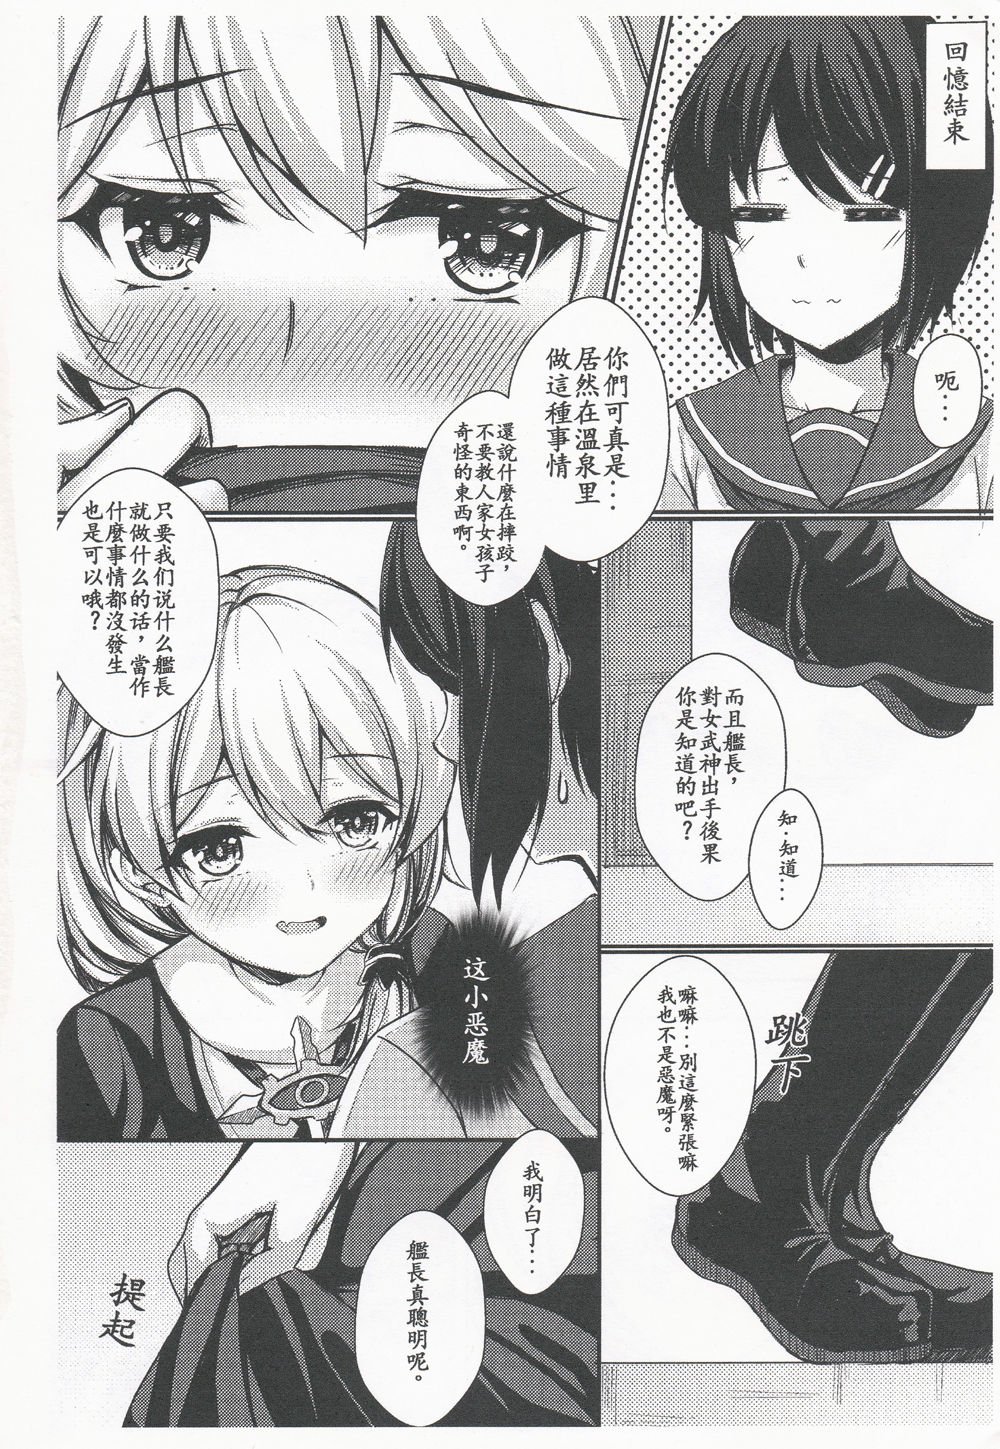 回憶結束
呃…
你們可真是…
居然在溫泉里
做這種事情
還說什麼在摔跤，
不要教人家女孩子
奇怪的東西啊。
而且艦長，
對女武神出手後果
你是知道的吧？
知．知道…
只要我们说什么艦長
就做什么的话，當作
什麼事情都沒發生
也是可以哦？
这小恶魔
跳下
嘛嘛…別這麼緊張嘛
我也不是惡魔呀。
我明白了…
艦長真聰明呢。
提起